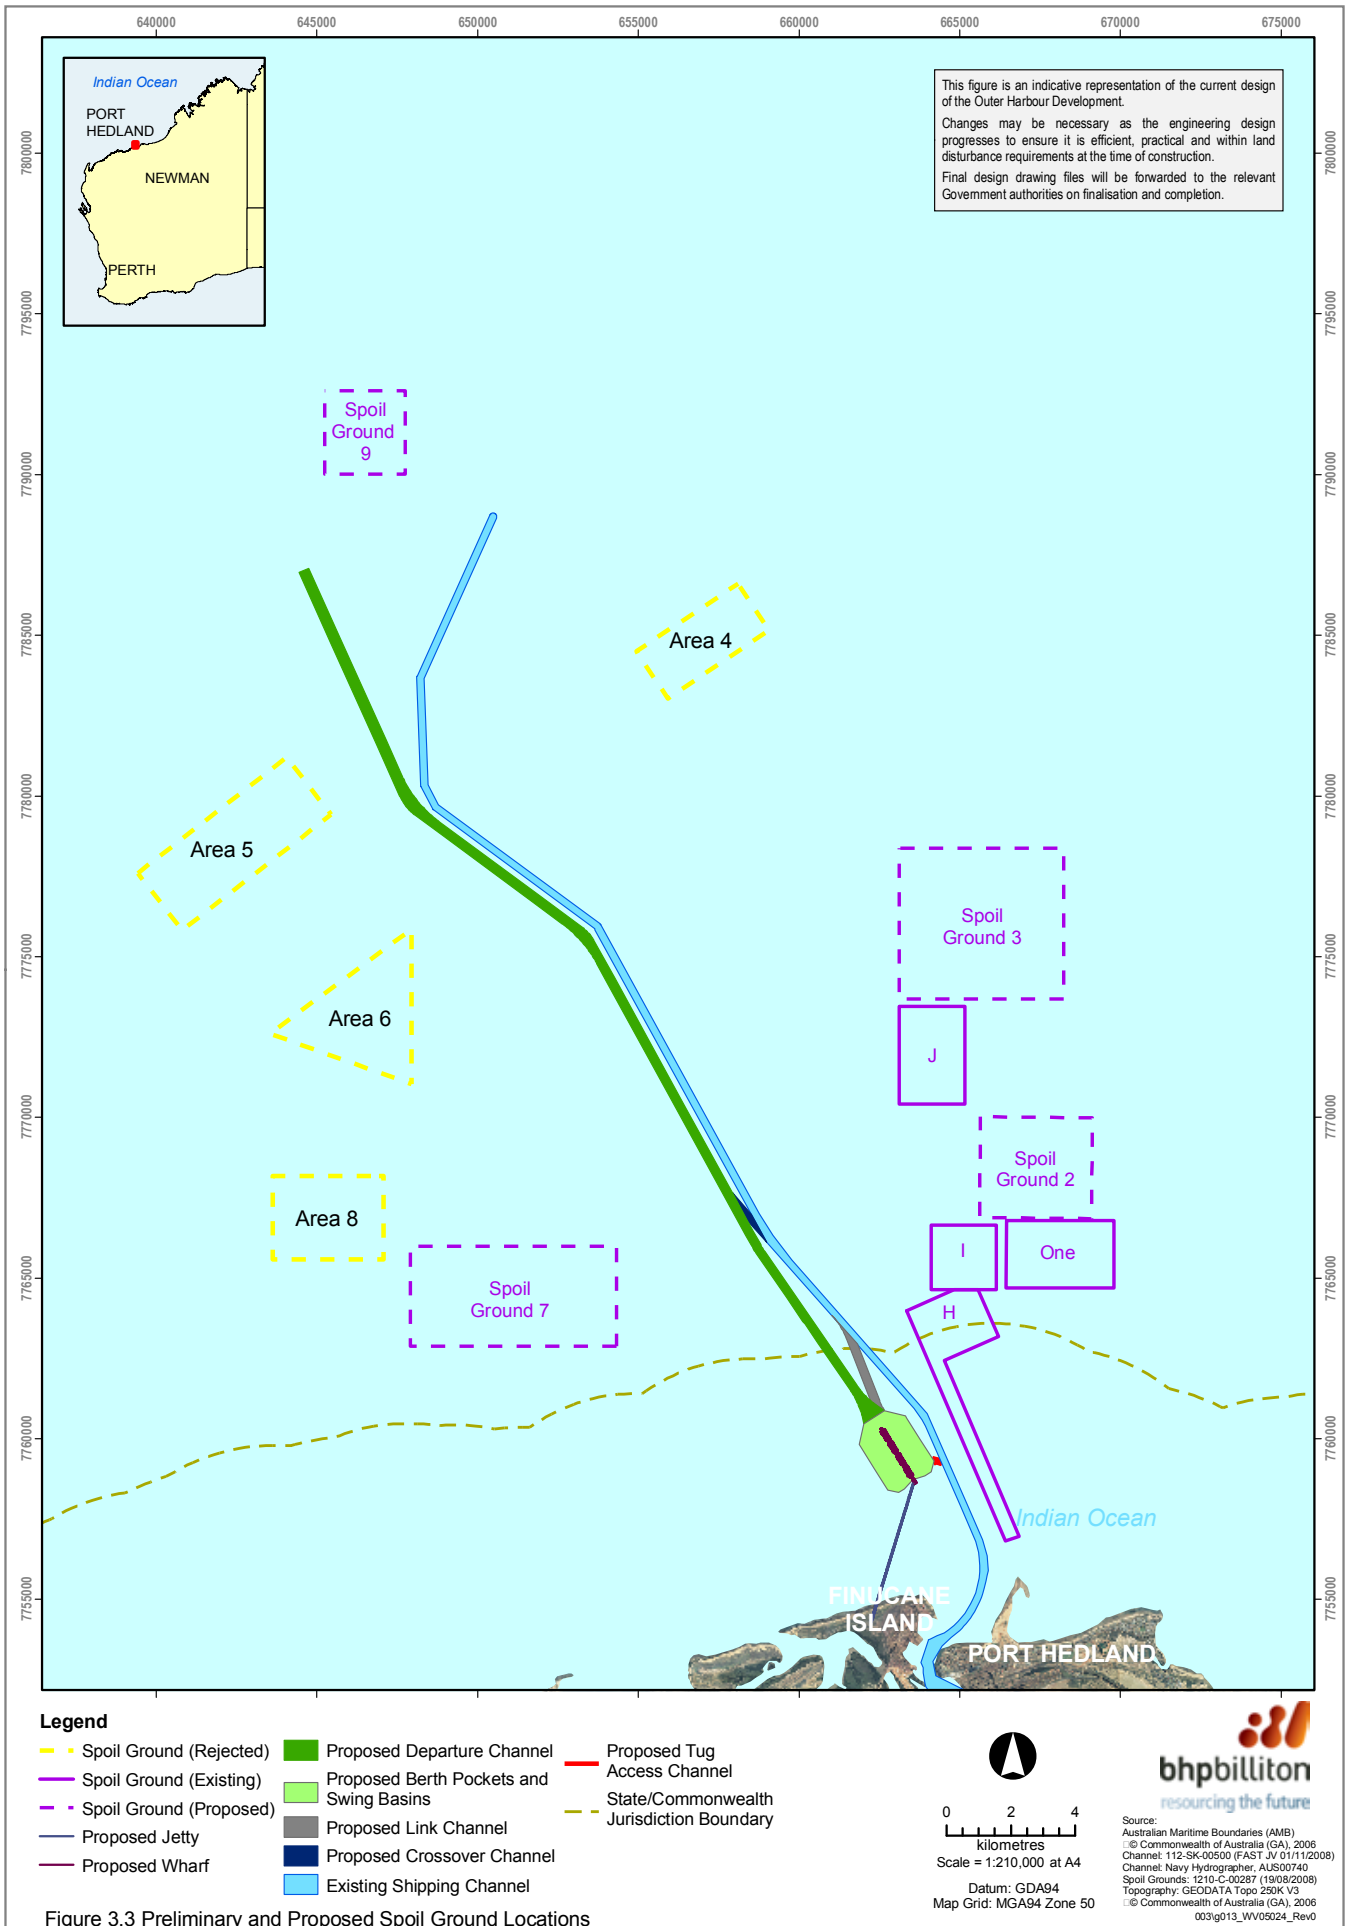 640000 645000 650000 655000 660000 665000 670000 675000
Indian Ocean
PORT
HEDLAND
NEWMAN
PERTH
This figure is an indicative representation of the current design
of the Outer Harbour Development.
Changes may be necessary as the engineering design
progresses to ensure it is efficient, practical and within land
disturbance requirements at the time of construction.
Final design drawing files will be forwarded to the relevant
Government authorities on finalisation and completion.
7800000 7800000
7795000 7795000
7790000 7790000
7785000 7785000
7780000 7780000
7775000 7775000
7770000 7770000
7765000 7765000
7760000 7760000
7755000 7755000
Spoil
Ground
9
Area 4
Area 5
Spoil
Ground 3
Area 6
J
Spoil
Ground 2
Area 8
I
One
Spoil
Ground 7
H
Indian Ocean
FINUCANE
ISLAND
PORT HEDLAND
Legend
Spoil Ground (Rejected)
Spoil Ground (Existing)
Spoil Ground (Proposed)
Proposed Jetty
Proposed Wharf
Proposed Departure Channel
Proposed Berth Pockets and
Swing Basins
Proposed Link Channel
Proposed Crossover Channel
Existing Shipping Channel
Proposed Tug
Access Channel
State/Commonwealth
Jurisdiction Boundary
0 2 4
kilometres
Scale = 1:210,000 at A4
Datum: GDA94
Map Grid: MGA94 Zone 50
bhpbilliton
resourcing the future
Source:
Australian Maritime Boundaries (AMB)
□© Commonwealth of Australia (GA), 2006
Channel: 112-SK-00500 (FAST JV 01/11/2008)
Channel: Navy Hydrographer, AUS00740
Spoil Grounds: 1210-C-00287 (19/08/2008)
Topography: GEODATA Topo 250K V3
□© Commonwealth of Australia (GA), 2006
003\g013_WV05024_Rev0
Figure 3.3 Preliminary and Proposed Spoil Ground Locations